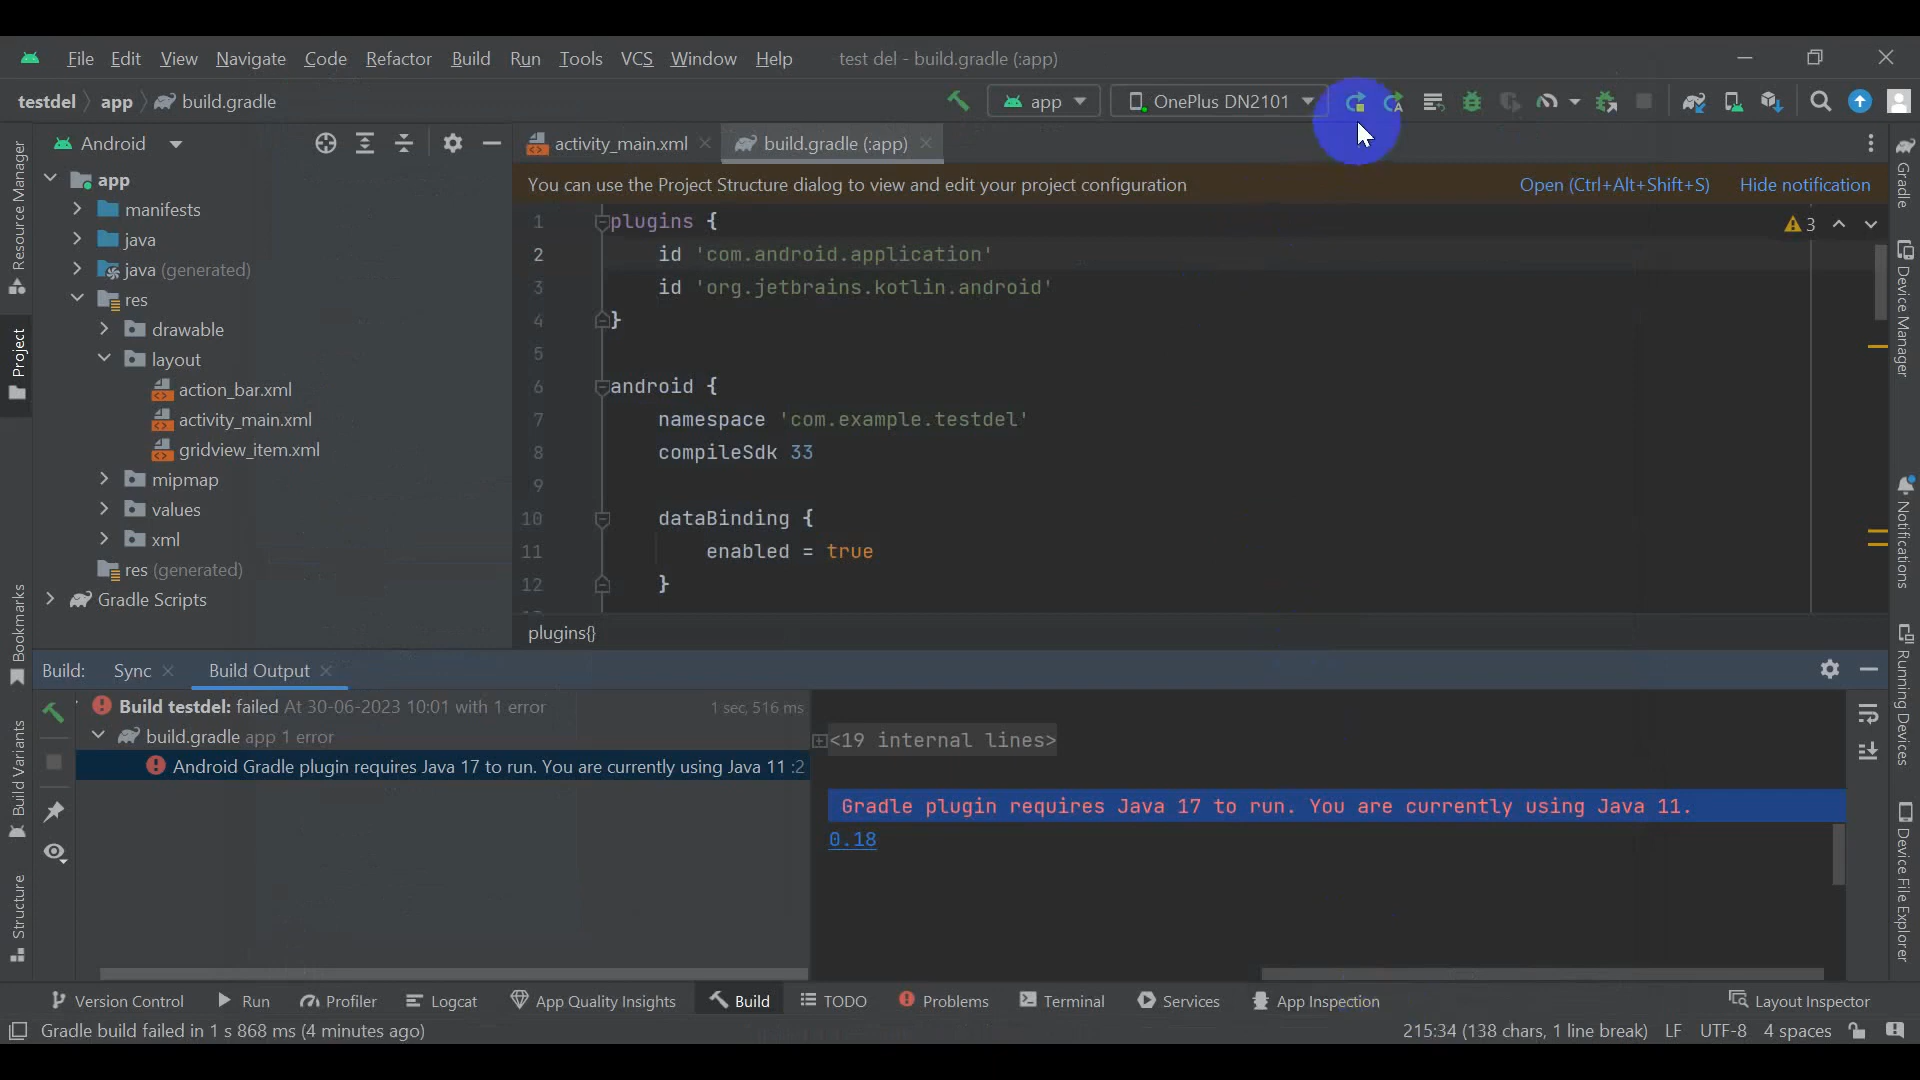 File Edit View Navigate Code Refactor Build Run Tools VCS Window Help test del - build.gradle (:app)
testdel app build.gradle
app OnePlus DN2101
Android
activity_main.xml build.gradle (:app)
You can use the Project Structure dialog to view and edit your project configuration Open (Ctrl+Alt+Shift+S) Hide notification
Resource Manager
Project
Bookmarks
Build Variants
Structure
app
manifests
java
java (generated)
res
drawable
layout
action_bar.xml
activity_main.xml
gridview_item.xml
mipmap
values
xml
res (generated)
Gradle Scripts
3
1 plugins {
2 id 'com.android.application'
3 id 'org.jetbrains.kotlin.android'
4 }
5
6 android {
7 namespace 'com.example.testdel'
8 compileSdk 33
9
10 dataBinding {
11 enabled = true
12 }
plugins{}
Gradle
Device Manager
Notifications
Running Devices
Device File Explorer
Build: Sync Build Output
Build testdel: failed At 30-06-2023 10:01 with 1 error 1 sec, 516 ms
build.gradle app 1 error
Android Gradle plugin requires Java 17 to run. You are currently using Java 11 :2
<19 internal lines>
Gradle plugin requires Java 17 to run. You are currently using Java 11.
0.18
Version Control Run Profiler Logcat App Quality Insights Build TODO Problems Terminal Services App Inspection Layout Inspector
Gradle build failed in 1 s 868 ms (4 minutes ago) 215:34 (138 chars, 1 line break) LF UTF-8 4 spaces